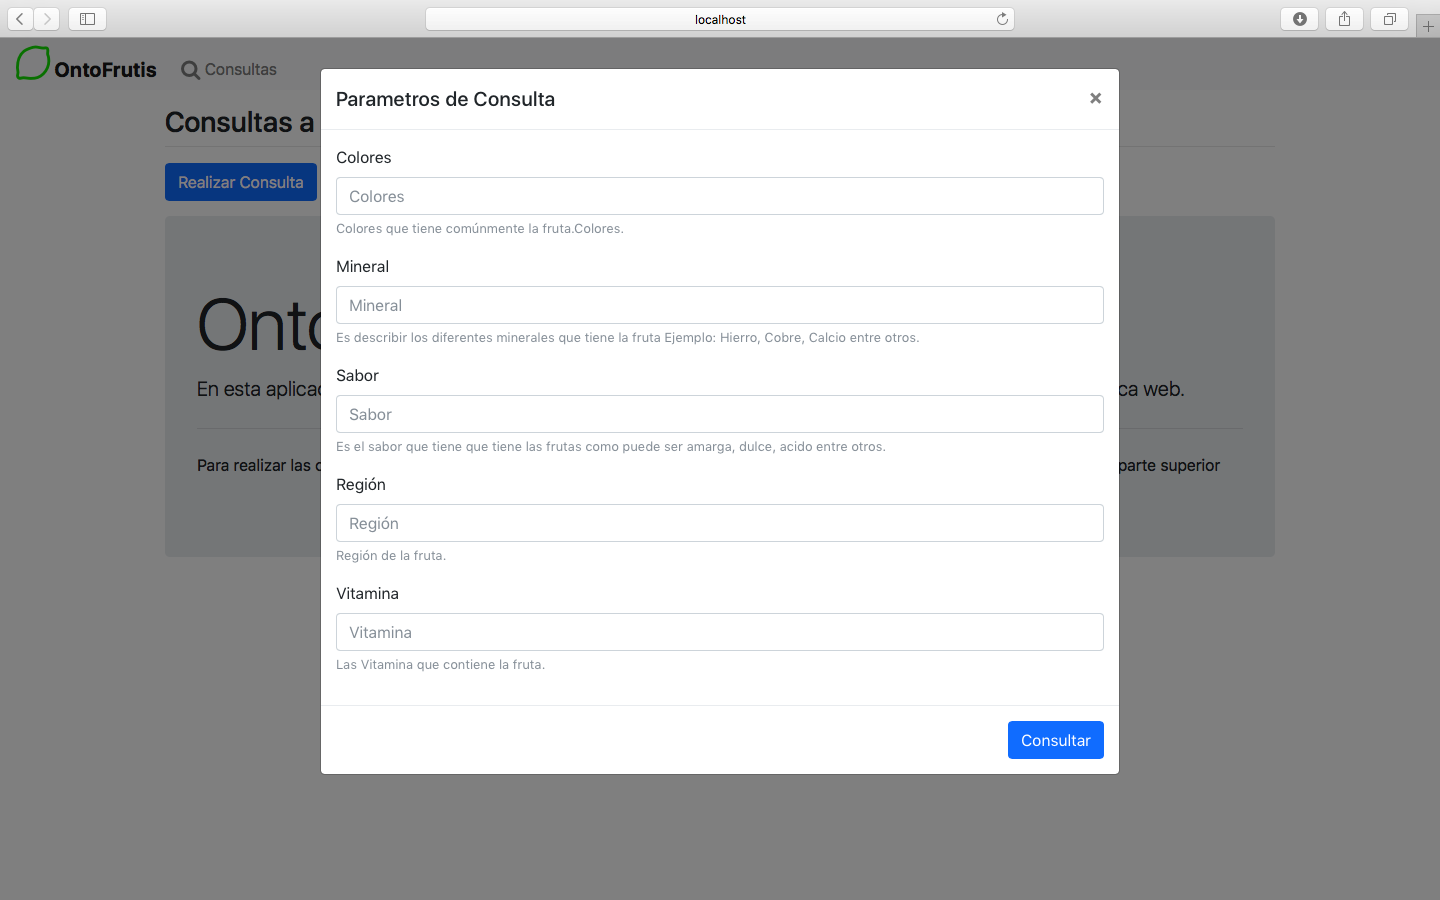 localhost
OntoFrutis
Consultas
Parametros de Consulta
×
Consultas a
Realizar Consulta
Colores
Colores
Colores que tiene comúnmente la fruta.Colores.
Mineral
Mineral
Es describir los diferentes minerales que tiene la fruta Ejemplo: Hierro, Cobre, Calcio entre otros.
Sabor
Sabor
Es el sabor que tiene que tiene las frutas como puede ser amarga, dulce, acido entre otros.
Región
Región
Región de la fruta.
Vitamina
Vitamina
Las Vitamina que contiene la fruta.
Consultar
Onto
En esta aplicac
ca web.
Para realizar las c
parte superior